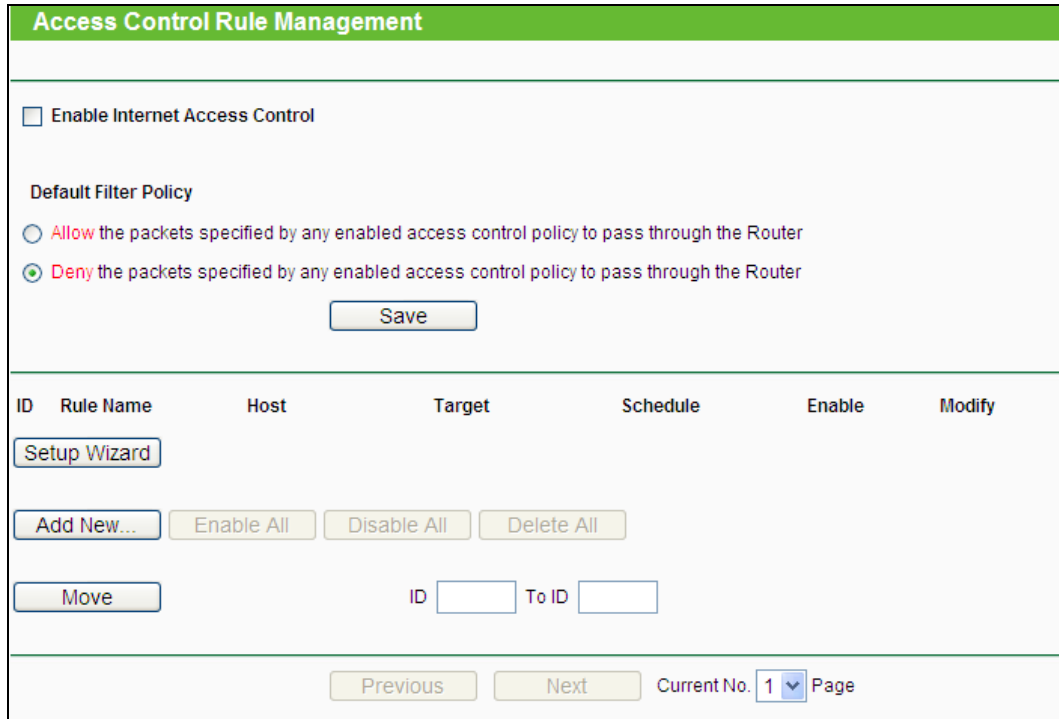 Access Control Rule Management
Enable Internet Access Control
Default Filter Policy
Allow the packets specified by any enabled access control policy to pass through the Router
Deny the packets specified by any enabled access control policy to pass through the Router
Save
ID Rule Name Host Target Schedule Enable Modify
Setup Wizard
Add New... Enable All Disable All Delete All
Move ID To ID
Previous Next Current No. 1 Page